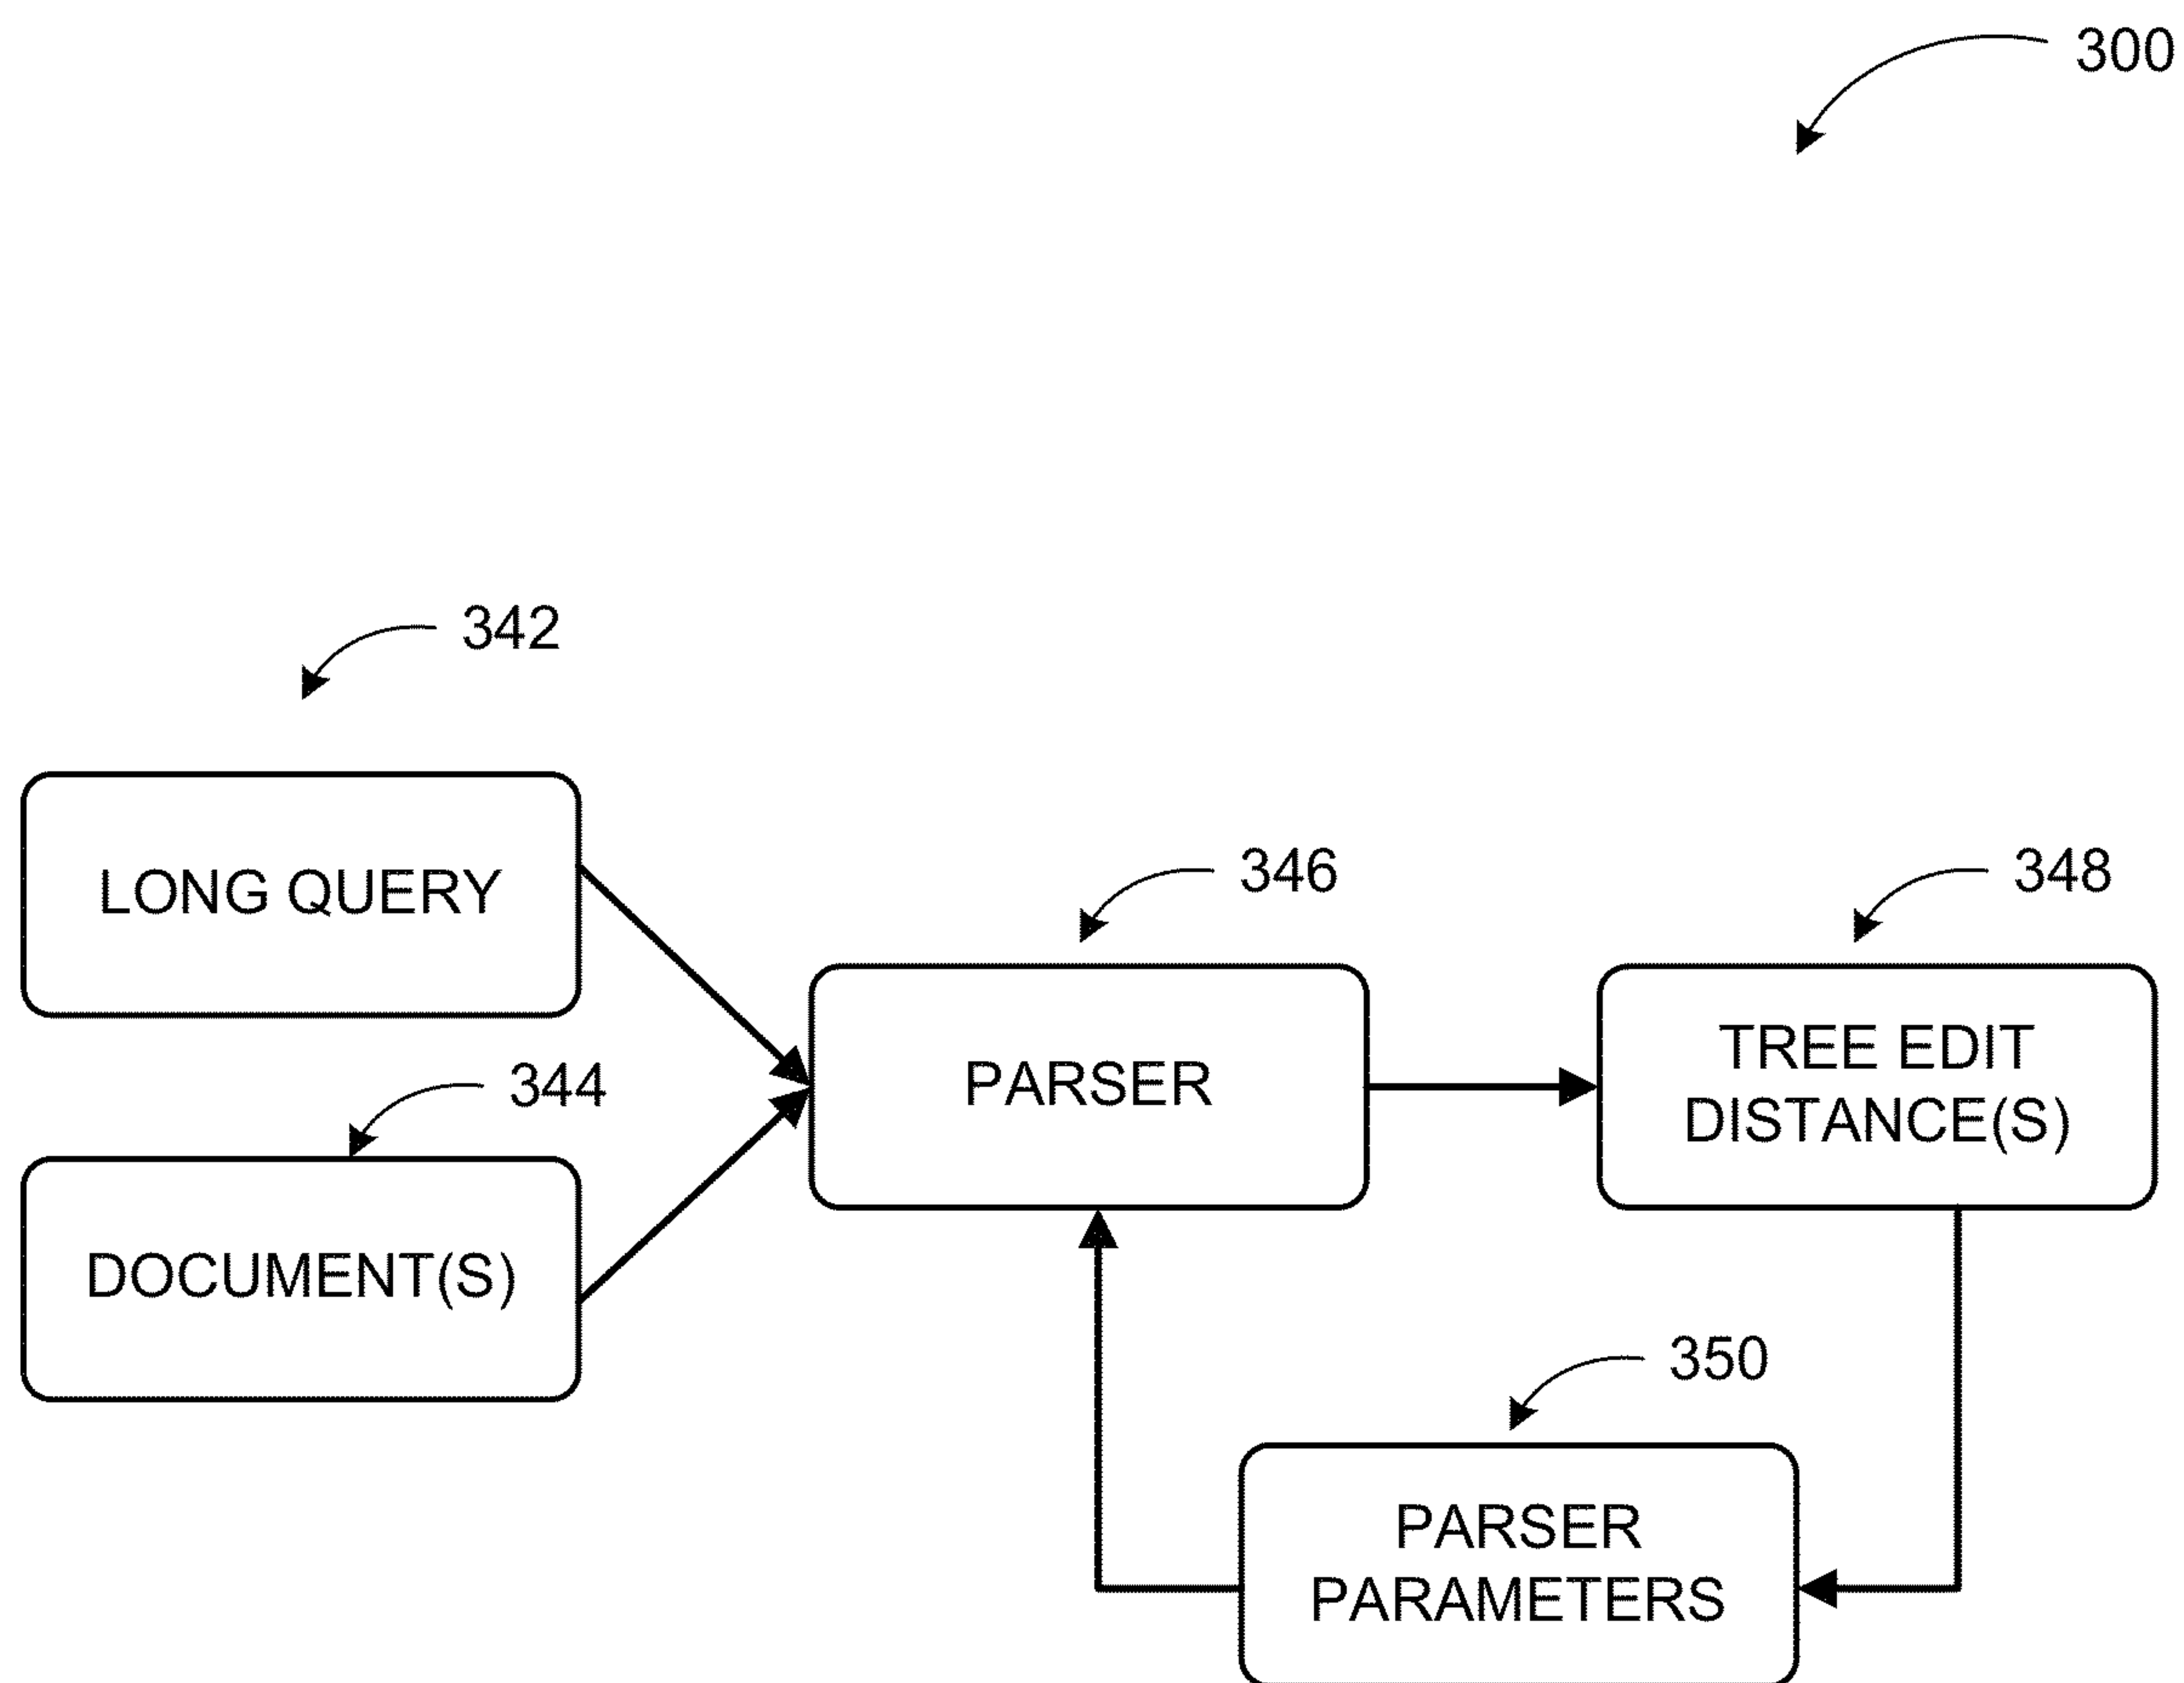 300
342
LONG QUERY
346
348
PARSER
TREE EDIT
DISTANCE(S)
344
DOCUMENT(S)
350
PARSER
PARAMETERS